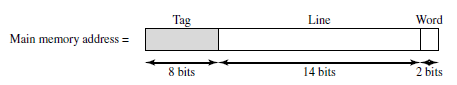 Tag Line Word
Main memory address =
8 bits 14 bits 2 bits